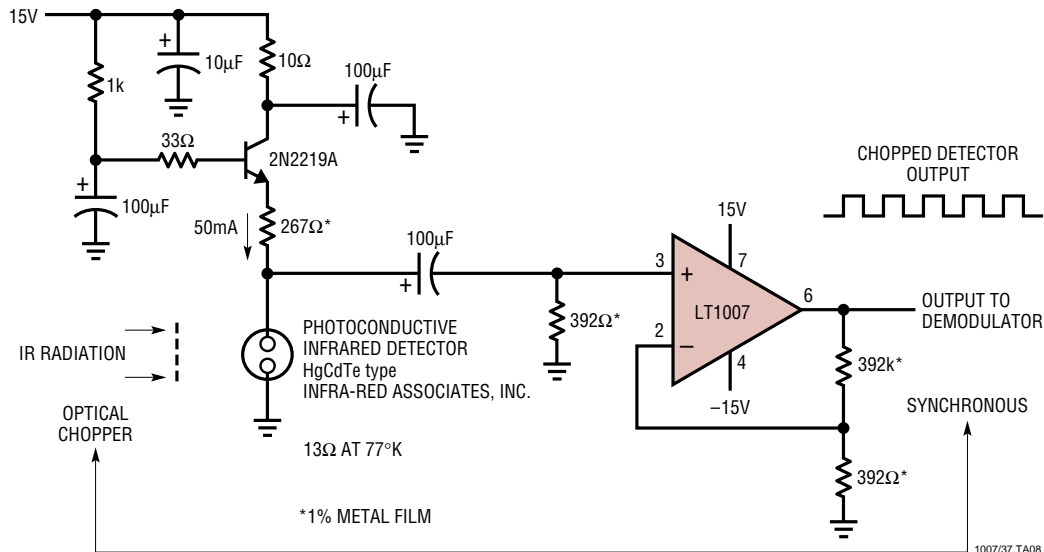 15V
1k
+
10μF
10Ω
100μF
+
33Ω
2N2219A
+
100μF
50mA
267Ω*
100μF
+
392Ω*
PHOTOCONDUCTIVE
INFRARED DETECTOR
HgCdTe type
INFRA-RED ASSOCIATES, INC.
13Ω AT 77°K
IR RADIATION
OPTICAL
CHOPPER
*1% METAL FILM
CHOPPED DETECTOR
OUTPUT
15V
7
3
+
LT1007
6
2
–
4
–15V
OUTPUT TO
DEMODULATOR
392k*
SYNCHRONOUS
392Ω*
1007/37 TA08